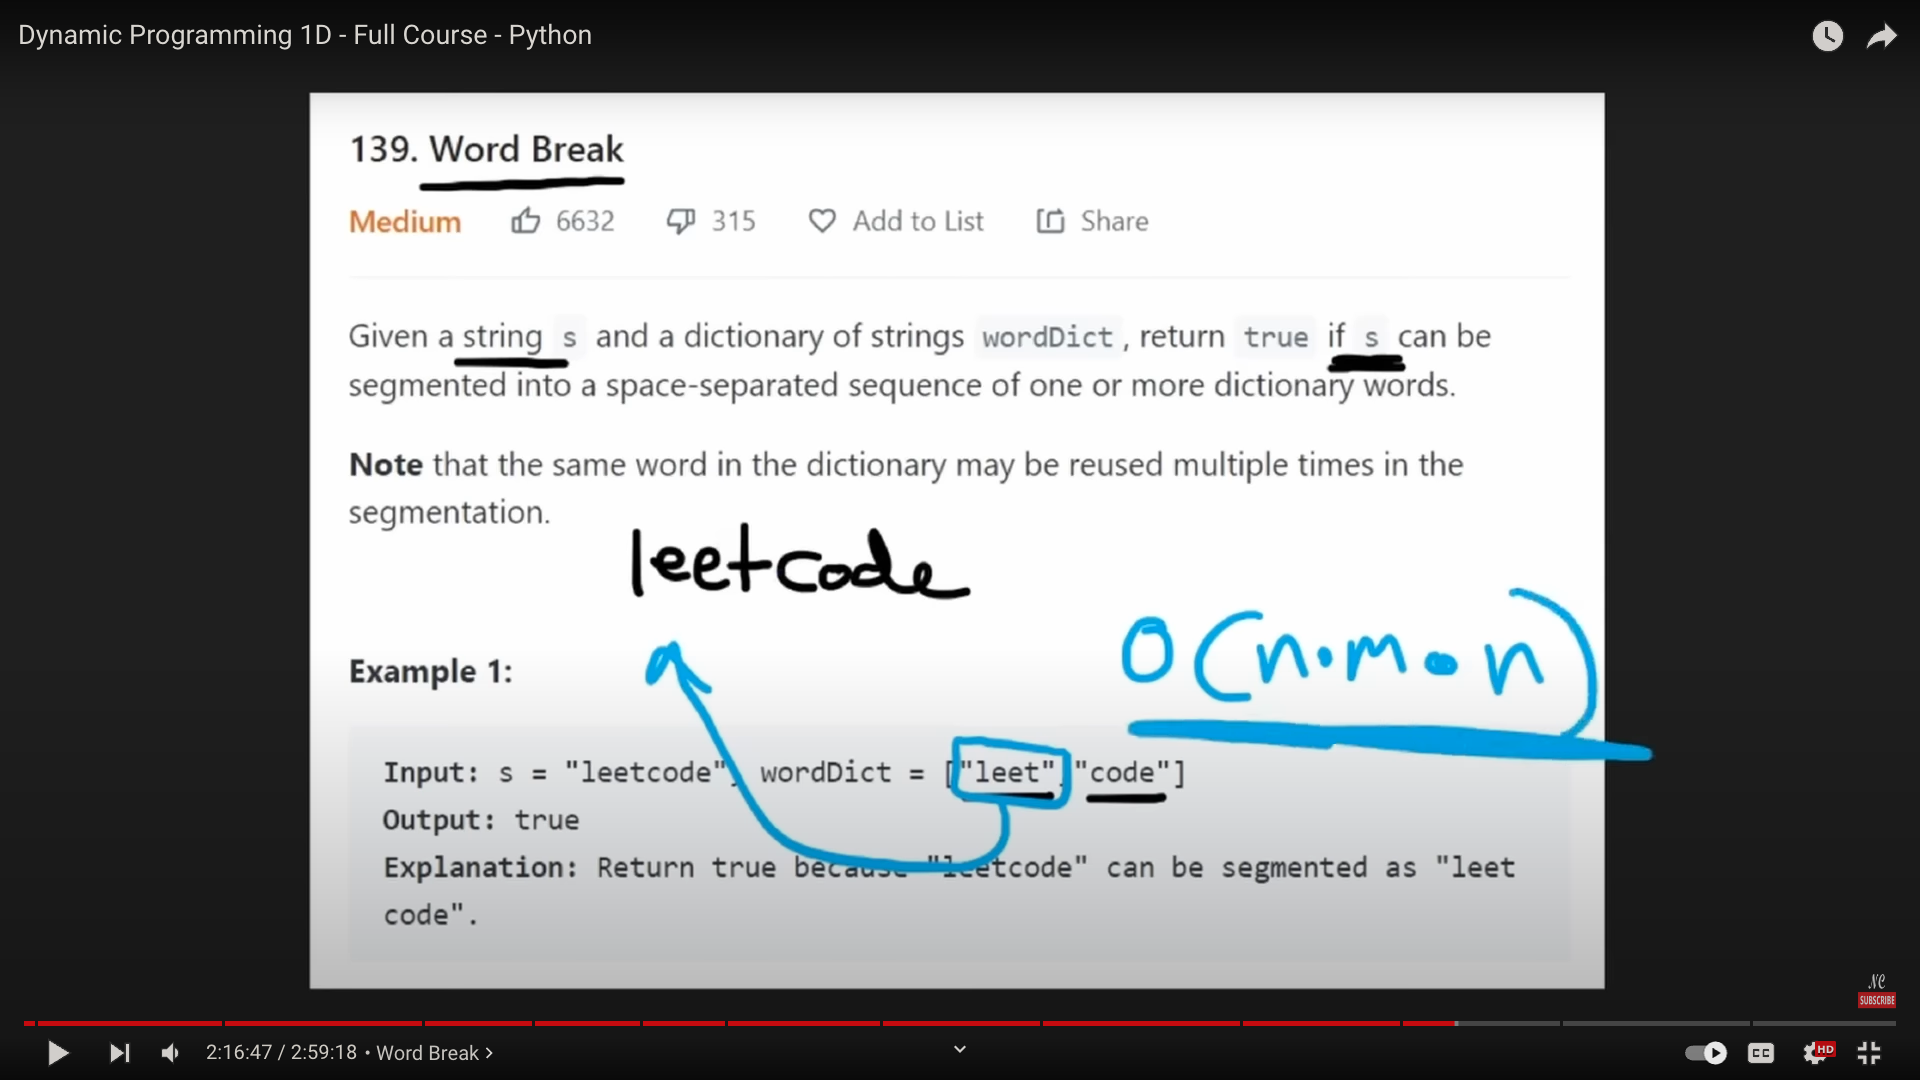 Dynamic Programming 1D - Full Course - Python
139. Word Break
Medium 6632 315 Add to List Share
Given a string s and a dictionary of strings wordDict, return true if s can be
segmented into a space-separated sequence of one or more dictionary words.
Note that the same word in the dictionary may be reused multiple times in the
segmentation.
leetcode
O(n·m·n)
Example 1:
Input: s = "leetcode", wordDict = ["leet","code"]
Output: true
Explanation: Return true because "leetcode" can be segmented as "leet
code".
NC
SUBSCRIBE
2:16:47 / 2:59:18 • Word Break >
CC
HD